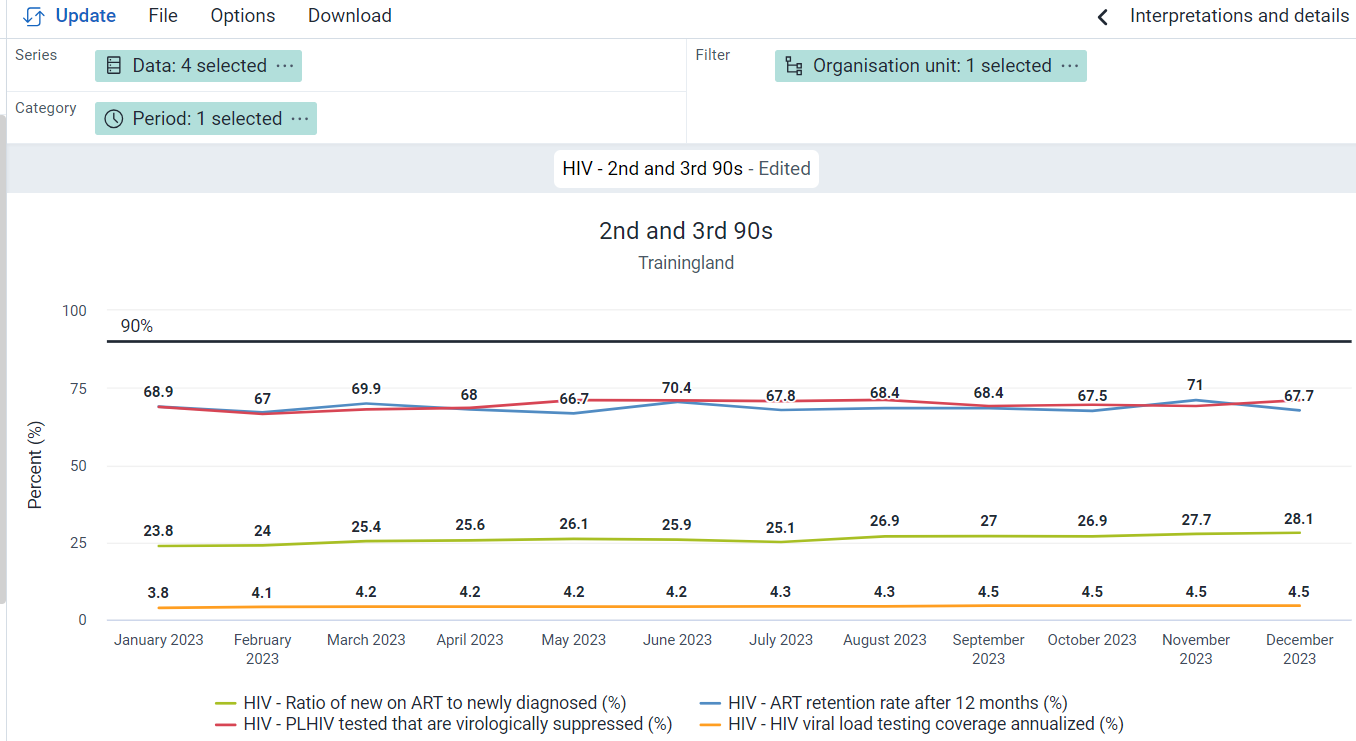 Update File Options Download Interpretations and details
Series Data: 4 selected ··· Filter Organisation unit: 1 selected ···
Category Period: 1 selected ···
HIV - 2nd and 3rd 90s - Edited
2nd and 3rd 90s
Trainingland
Percent (%)
100
75
50
25
0
90%
68.9 67 69.9 68 66.7 70.4 67.8 68.4 68.4 67.5 71 67.7
23.8 24 25.4 25.6 26.1 25.9 25.1 26.9 27 26.9 27.7 28.1
3.8 4.1 4.2 4.2 4.2 4.2 4.3 4.3 4.5 4.5 4.5 4.5
January 2023 February 2023 March 2023 April 2023 May 2023 June 2023 July 2023 August 2023 September 2023 October 2023 November 2023 December 2023
HIV - Ratio of new on ART to newly diagnosed (%) HIV - ART retention rate after 12 months (%)
HIV - PLHIV tested that are virologically suppressed (%) HIV - HIV viral load testing coverage annualized (%)